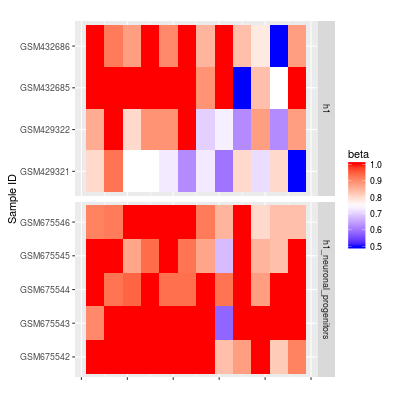 GSM432686
GSM432685
GSM429322
GSM429321
h1
GSM675546
GSM675545
GSM675544
GSM675543
GSM675542
h1_neuronal_progenitors
Sample ID
beta
1.0
0.9
0.8
0.7
0.6
0.5